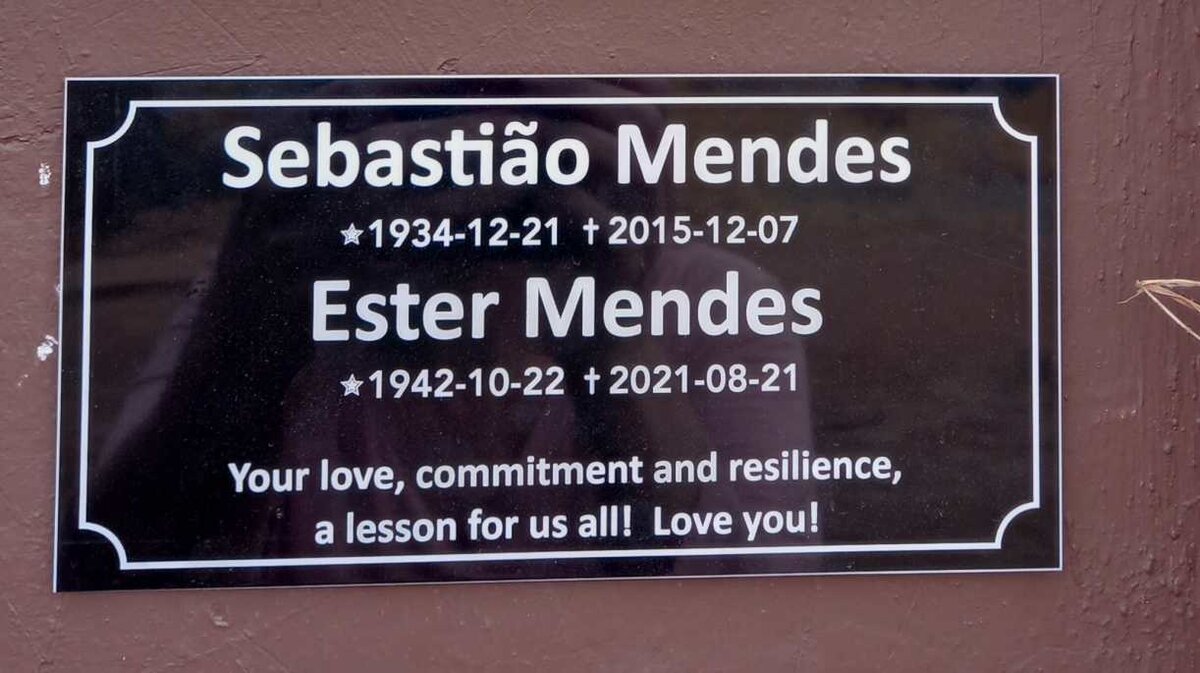 Sebastião Mendes
★1934-12-21 ✝2015-12-07
Ester Mendes
★1942-10-22 ✝2021-08-21
Your love, commitment and resilience,
a lesson for us all! Love you!